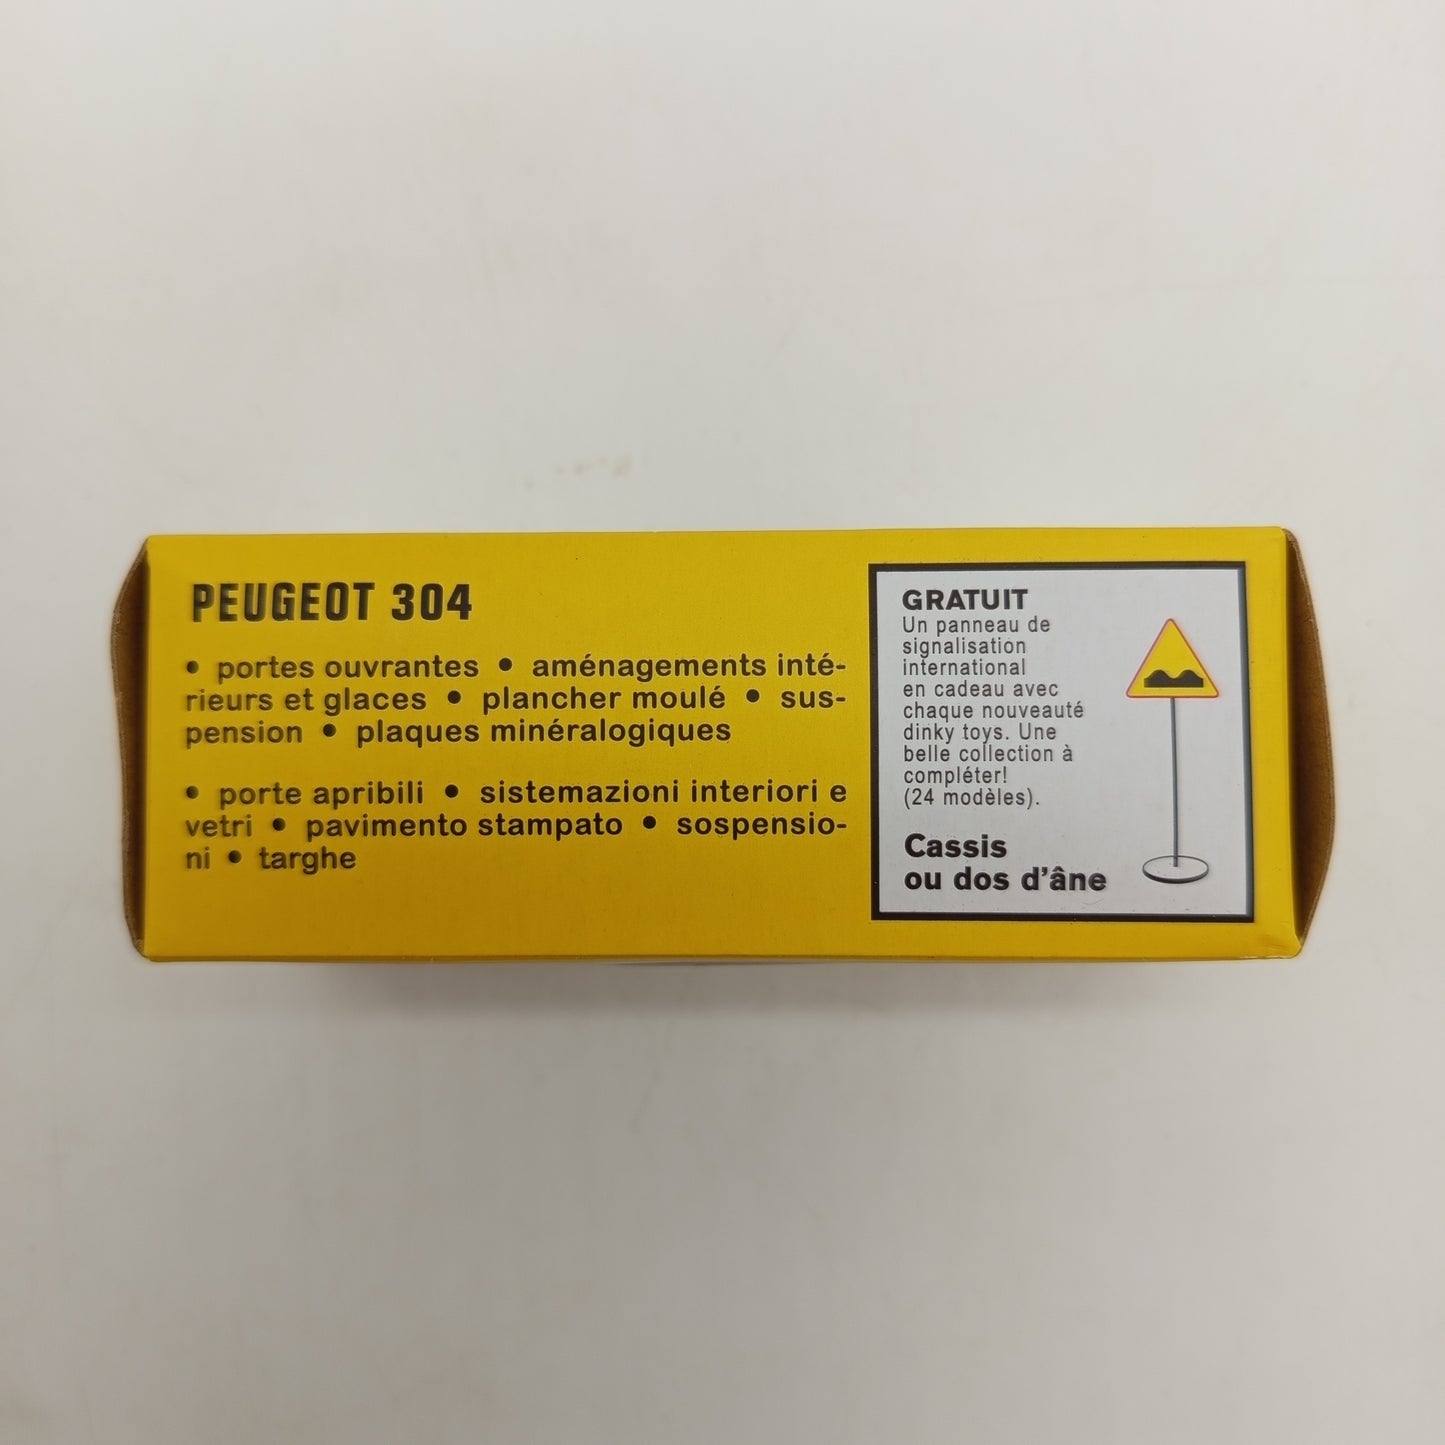 PEUGEOT 304
• portes ouvrantes • aménagements inté-
rieurs et glaces • plancher moulé • sus-
pension • plaques minéralogiques
• porte apribili • sistemazioni interiori e
vetri • pavimento stampato • sospensio-
ni • targhe
GRATUIT
Un panneau de
signalisation
international
en cadeau avec
chaque nouveauté
dinky toys. Une
belle collection à
compléter!
(24 modèles).
Cassis
ou dos d'âne